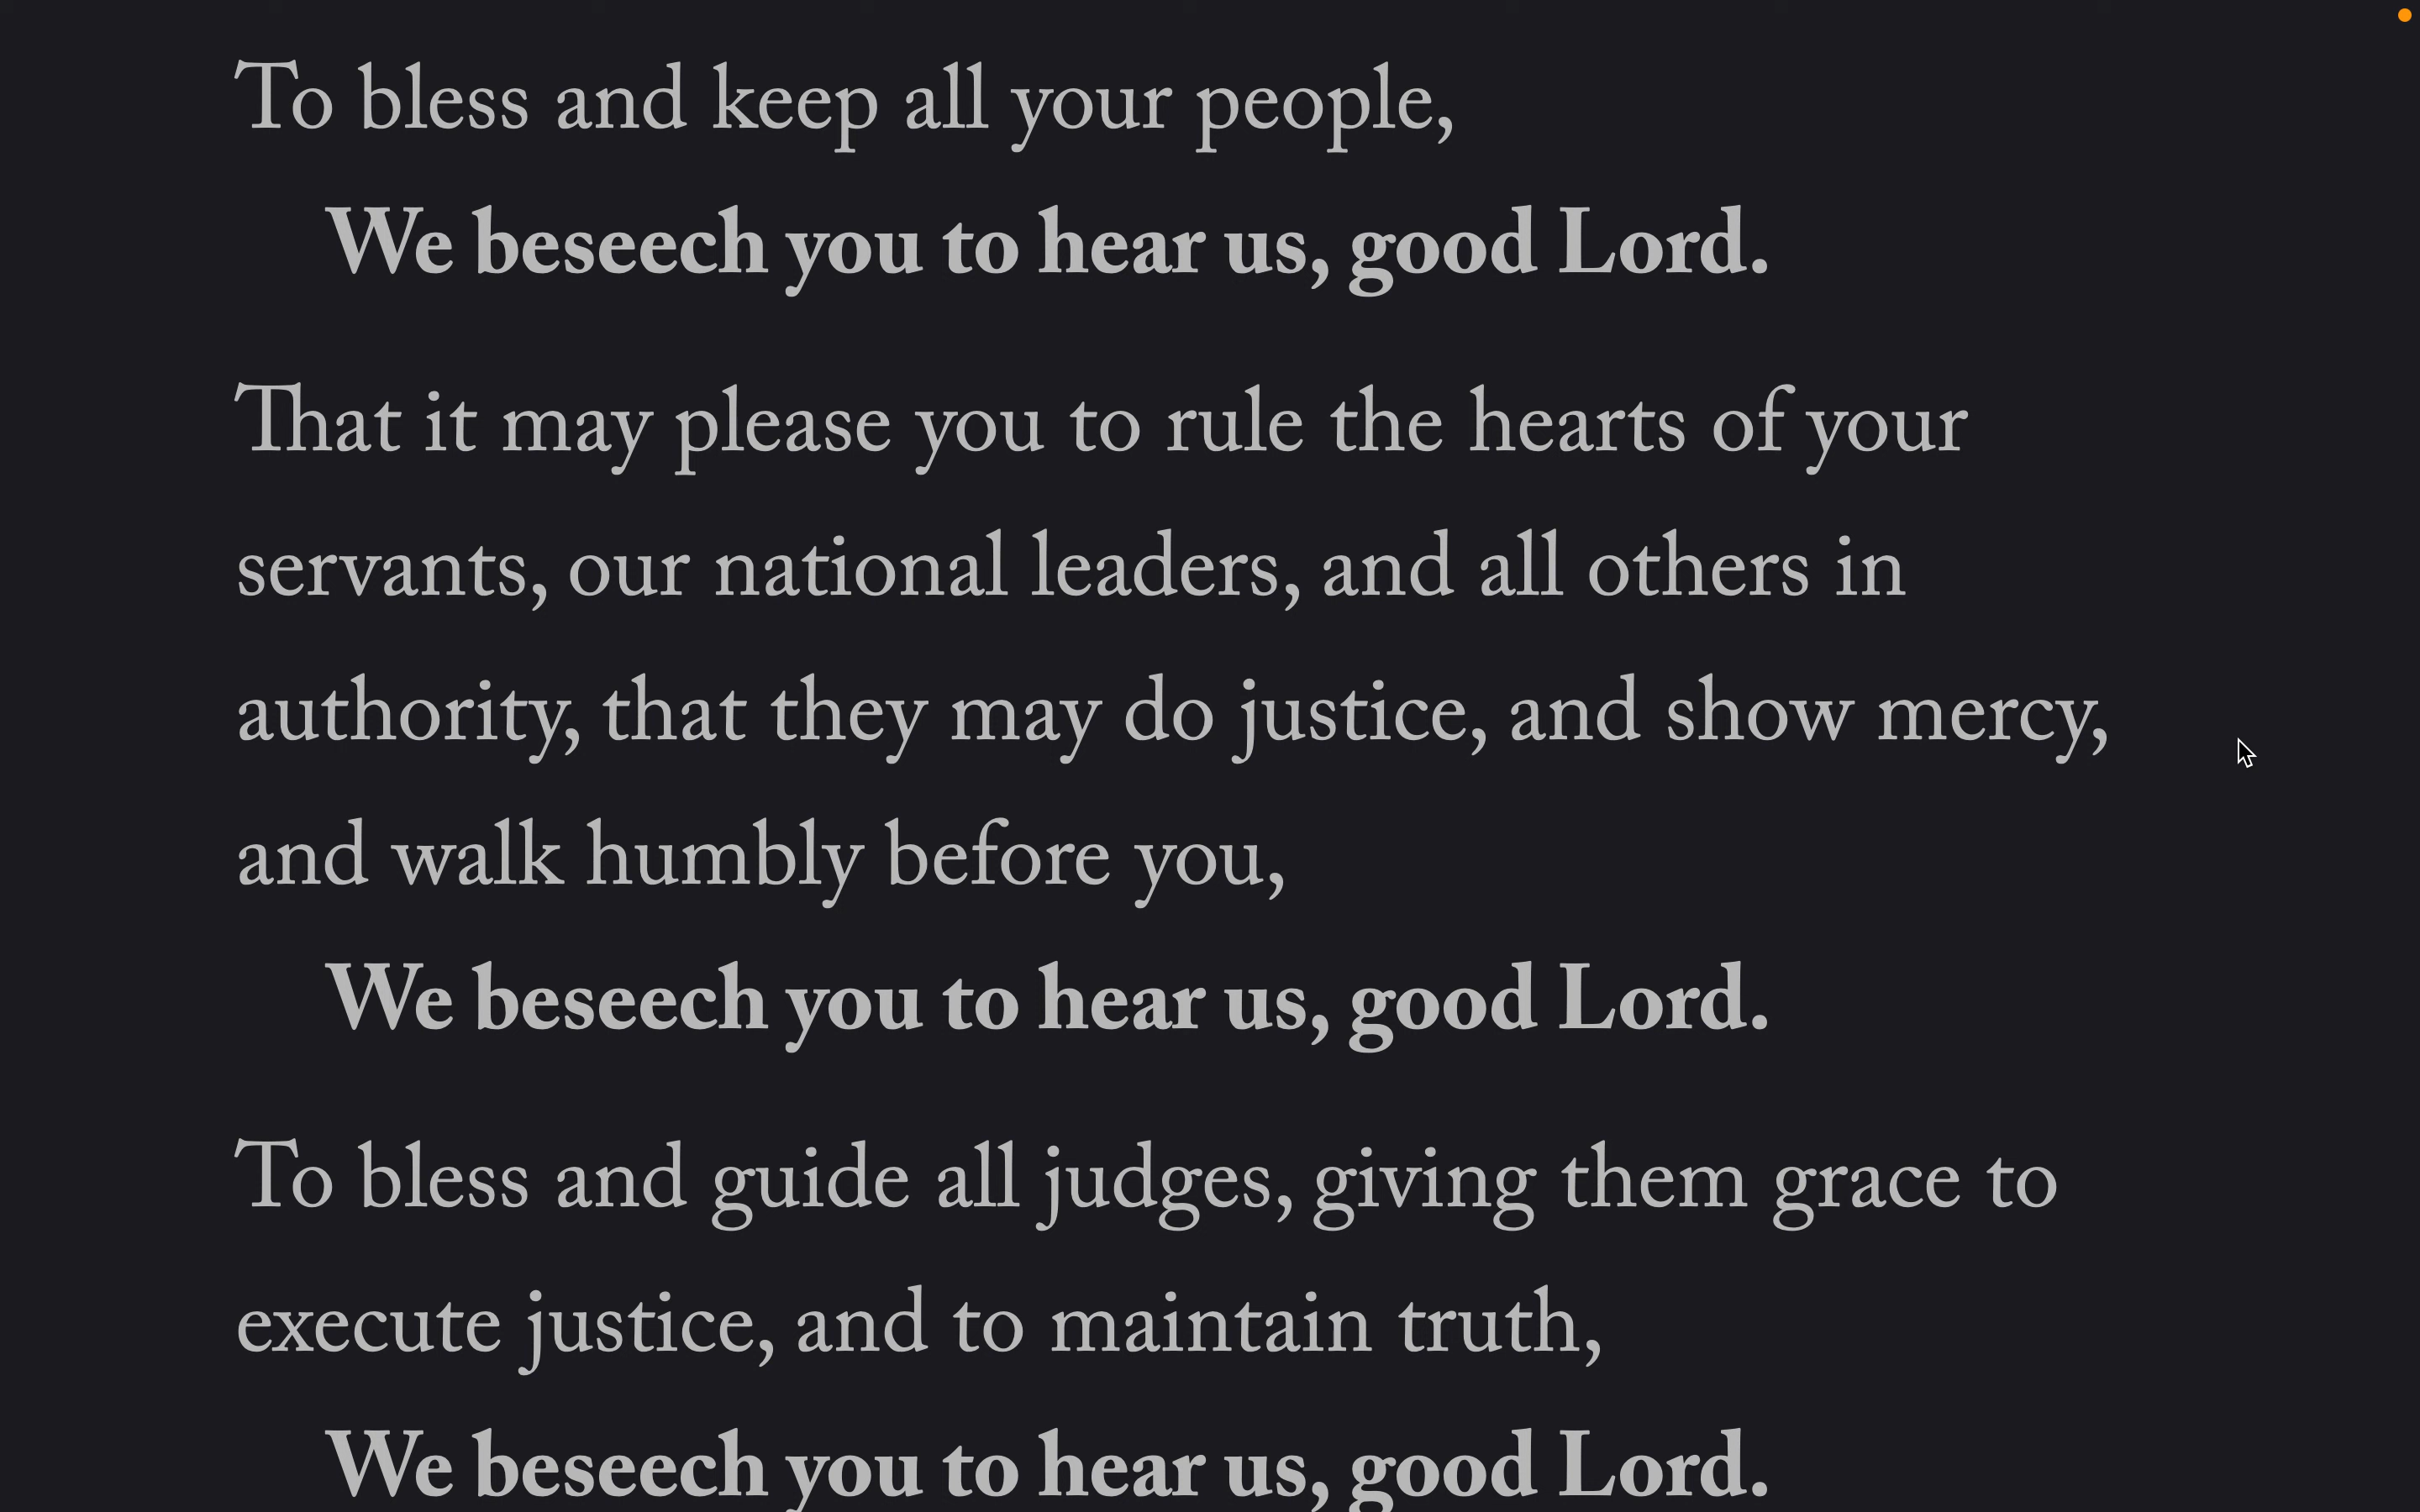 To bless and keep all your people,
We beseech you to hear us, good Lord.
That it may please you to rule the hearts of your
servants, our national leaders, and all others in
authority, that they may do justice, and show mercy,
and walk humbly before you,
We beseech you to hear us, good Lord.
To bless and guide all judges, giving them grace to
execute justice, and to maintain truth,
We beseech you to hear us, good Lord.